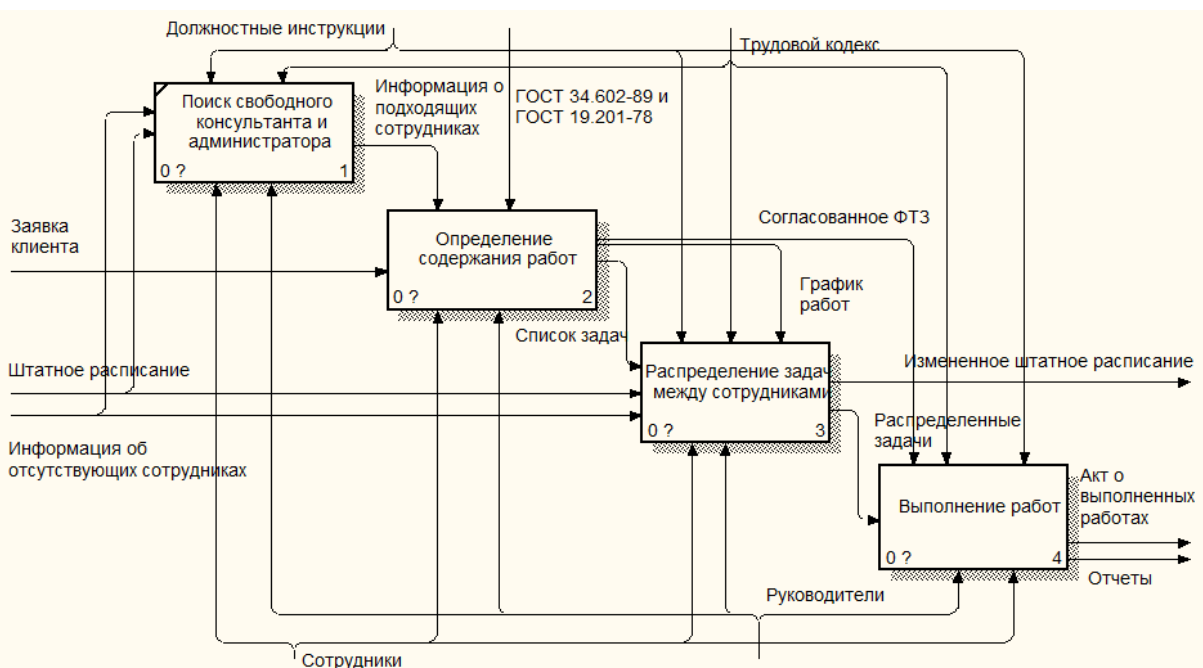 Должностные инструкции
Трудовой кодекс
Поиск свободного
консультанта и
администратора
0 ?
1
Информация о
подходящих
сотрудниках
ГОСТ 34.602-89 и
ГОСТ 19.201-78
Заявка
клиента
Определение
содержания работ
0 ?
2
Согласованное ФТЗ
График
работ
Список задач
Штатное расписание
Распределение задач
между сотрудниками
0 ?
3
Измененное штатное расписание
Информация об
отсутствующих сотрудниках
Распределенные
задачи
Выполнение работ
0 ?
4
Акт о
выполненных
работах
Отчеты
Руководители
Сотрудники